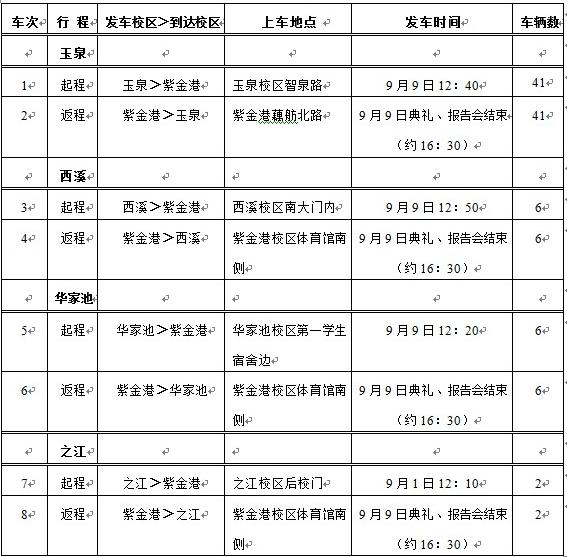 车次 行 程 发车校区>到达校区 上车地点 发车时间 车辆数
玉泉
1 起程 玉泉>紫金港 玉泉校区智泉路 9月9日12:40 41
2 返程 紫金港>玉泉 紫金港藕舫北路 9月9日典礼、报告会结束 41
(约16:30)
西溪
3 起程 西溪>紫金港 西溪校区南大门内 9月9日12:50 6
4 返程 紫金港>西溪 紫金港校区体育馆南 9月9日典礼、报告会结束 6
侧 (约16:30)
华家池
5 起程 华家池>紫金港 华家池校区第一学生 9月9日12:20 6
宿舍边
6 返程 紫金港>华家池 紫金港校区体育馆南 9月9日典礼、报告会结束 6
侧 (约16:30)
之江
7 起程 之江>紫金港 之江校区后校门 9月1日12:10 2
8 返程 紫金港>之江 紫金港校区体育馆南 9月9日典礼、报告会结束 2
侧 (约16:30)